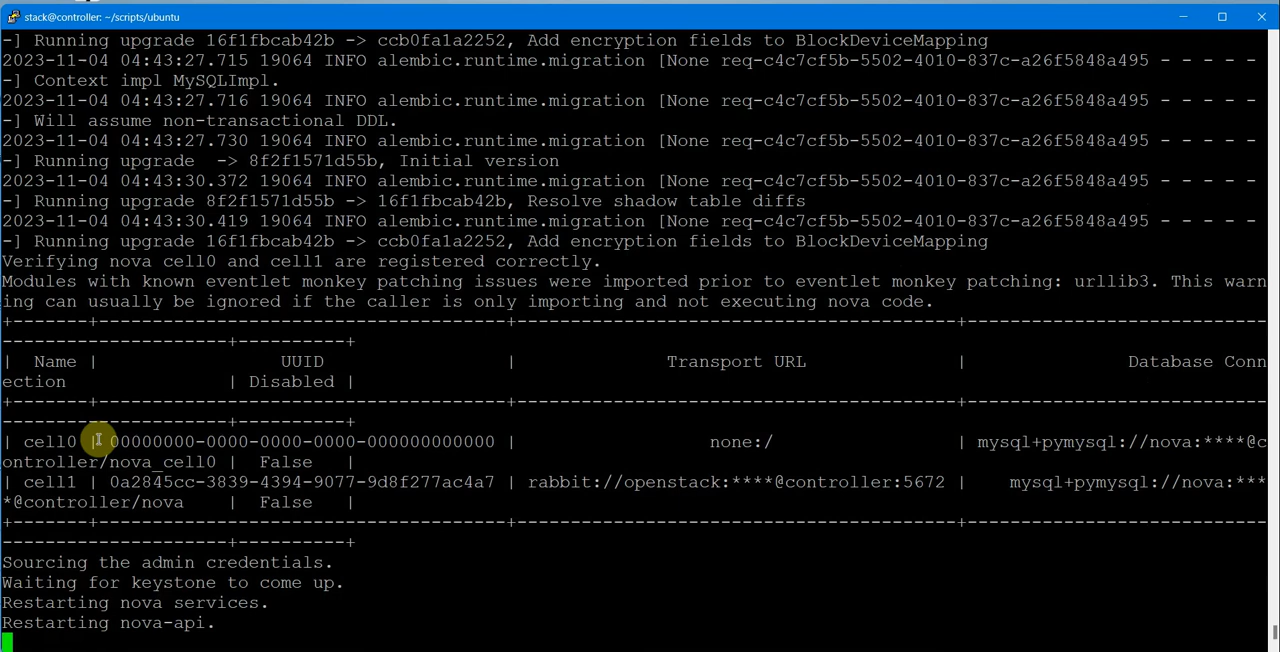 stack@controller: ~/scripts/ubuntu
-] Running upgrade 16f1fbcab42b -> ccb0fa1a2252, Add encryption fields to BlockDeviceMapping
2023-11-04 04:43:27.715 19064 INFO alembic.runtime.migration [None req-c4c7cf5b-5502-4010-837c-a26f5848a495 - - - - -
-] Context impl MySQLImpl.
2023-11-04 04:43:27.716 19064 INFO alembic.runtime.migration [None req-c4c7cf5b-5502-4010-837c-a26f5848a495 - - - - -
-] Will assume non-transactional DDL.
2023-11-04 04:43:27.730 19064 INFO alembic.runtime.migration [None req-c4c7cf5b-5502-4010-837c-a26f5848a495 - - - - -
-] Running upgrade  -> 8f2f1571d55b, Initial version
2023-11-04 04:43:30.372 19064 INFO alembic.runtime.migration [None req-c4c7cf5b-5502-4010-837c-a26f5848a495 - - - - -
-] Running upgrade 8f2f1571d55b -> 16f1fbcab42b, Resolve shadow table diffs
2023-11-04 04:43:30.419 19064 INFO alembic.runtime.migration [None req-c4c7cf5b-5502-4010-837c-a26f5848a495 - - - - -
-] Running upgrade 16f1fbcab42b -> ccb0fa1a2252, Add encryption fields to BlockDeviceMapping
Verifying nova cell0 and cell1 are registered correctly.
Modules with known eventlet monkey patching issues were imported prior to eventlet monkey patching: urllib3. This warn
ing can usually be ignored if the caller is only importing and not executing nova code.
+-------+--------------------------------------+------------------------------------------+-----------------------------
---------------------+----------+
|  Name |                 UUID                 |              Transport URL               |               Database Conn
ection               | Disabled |
+-------+--------------------------------------+------------------------------------------+-----------------------------
---------------------+----------+
| cell0 | 00000000-0000-0000-0000-000000000000 |                  none:/                  | mysql+pymysql://nova:****@c
ontroller/nova_cell0 |  False   |
| cell1 | 0a2845cc-3839-4394-9077-9d8f277ac4a7 | rabbit://openstack:****@controller:5672 |    mysql+pymysql://nova:***
*@controller/nova    |  False   |
+-------+--------------------------------------+------------------------------------------+-----------------------------
---------------------+----------+
Sourcing the admin credentials.
Waiting for keystone to come up.
Restarting nova services.
Restarting nova-api.